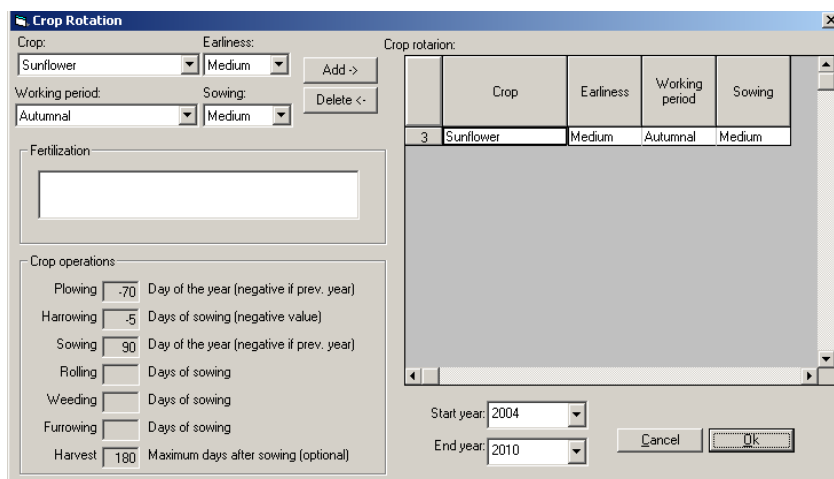 Crop Rotation
Crop: Earliness:
Sunflower Medium Add ->
Working period: Sowing: Delete <-
Autumnal Medium
Fertilization
Crop operations
Plowing -70 Day of the year (negative if prev. year)
Harrowing -5 Days of sowing (negative value)
Sowing 90 Day of the year (negative if prev. year)
Rolling Days of sowing
Weeding Days of sowing
Furrowing Days of sowing
Harvest 180 Maximum days after sowing (optional)
Crop rotarion:
Crop Earliness Working period Sowing
3 Sunflower Medium Autumnal Medium
Start year: 2004
End year: 2010
Cancel Ok